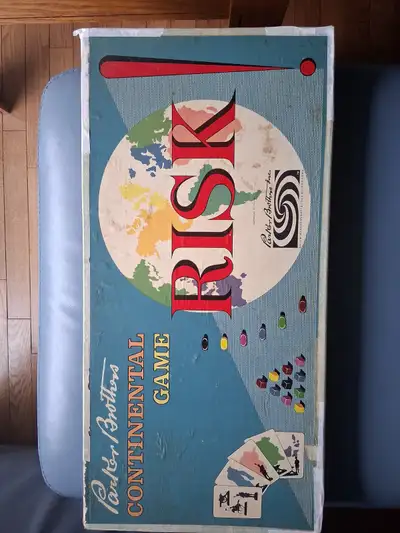 Parker Brothers
CONTINENTAL
GAME
RISK
Parker Brothers Inc.